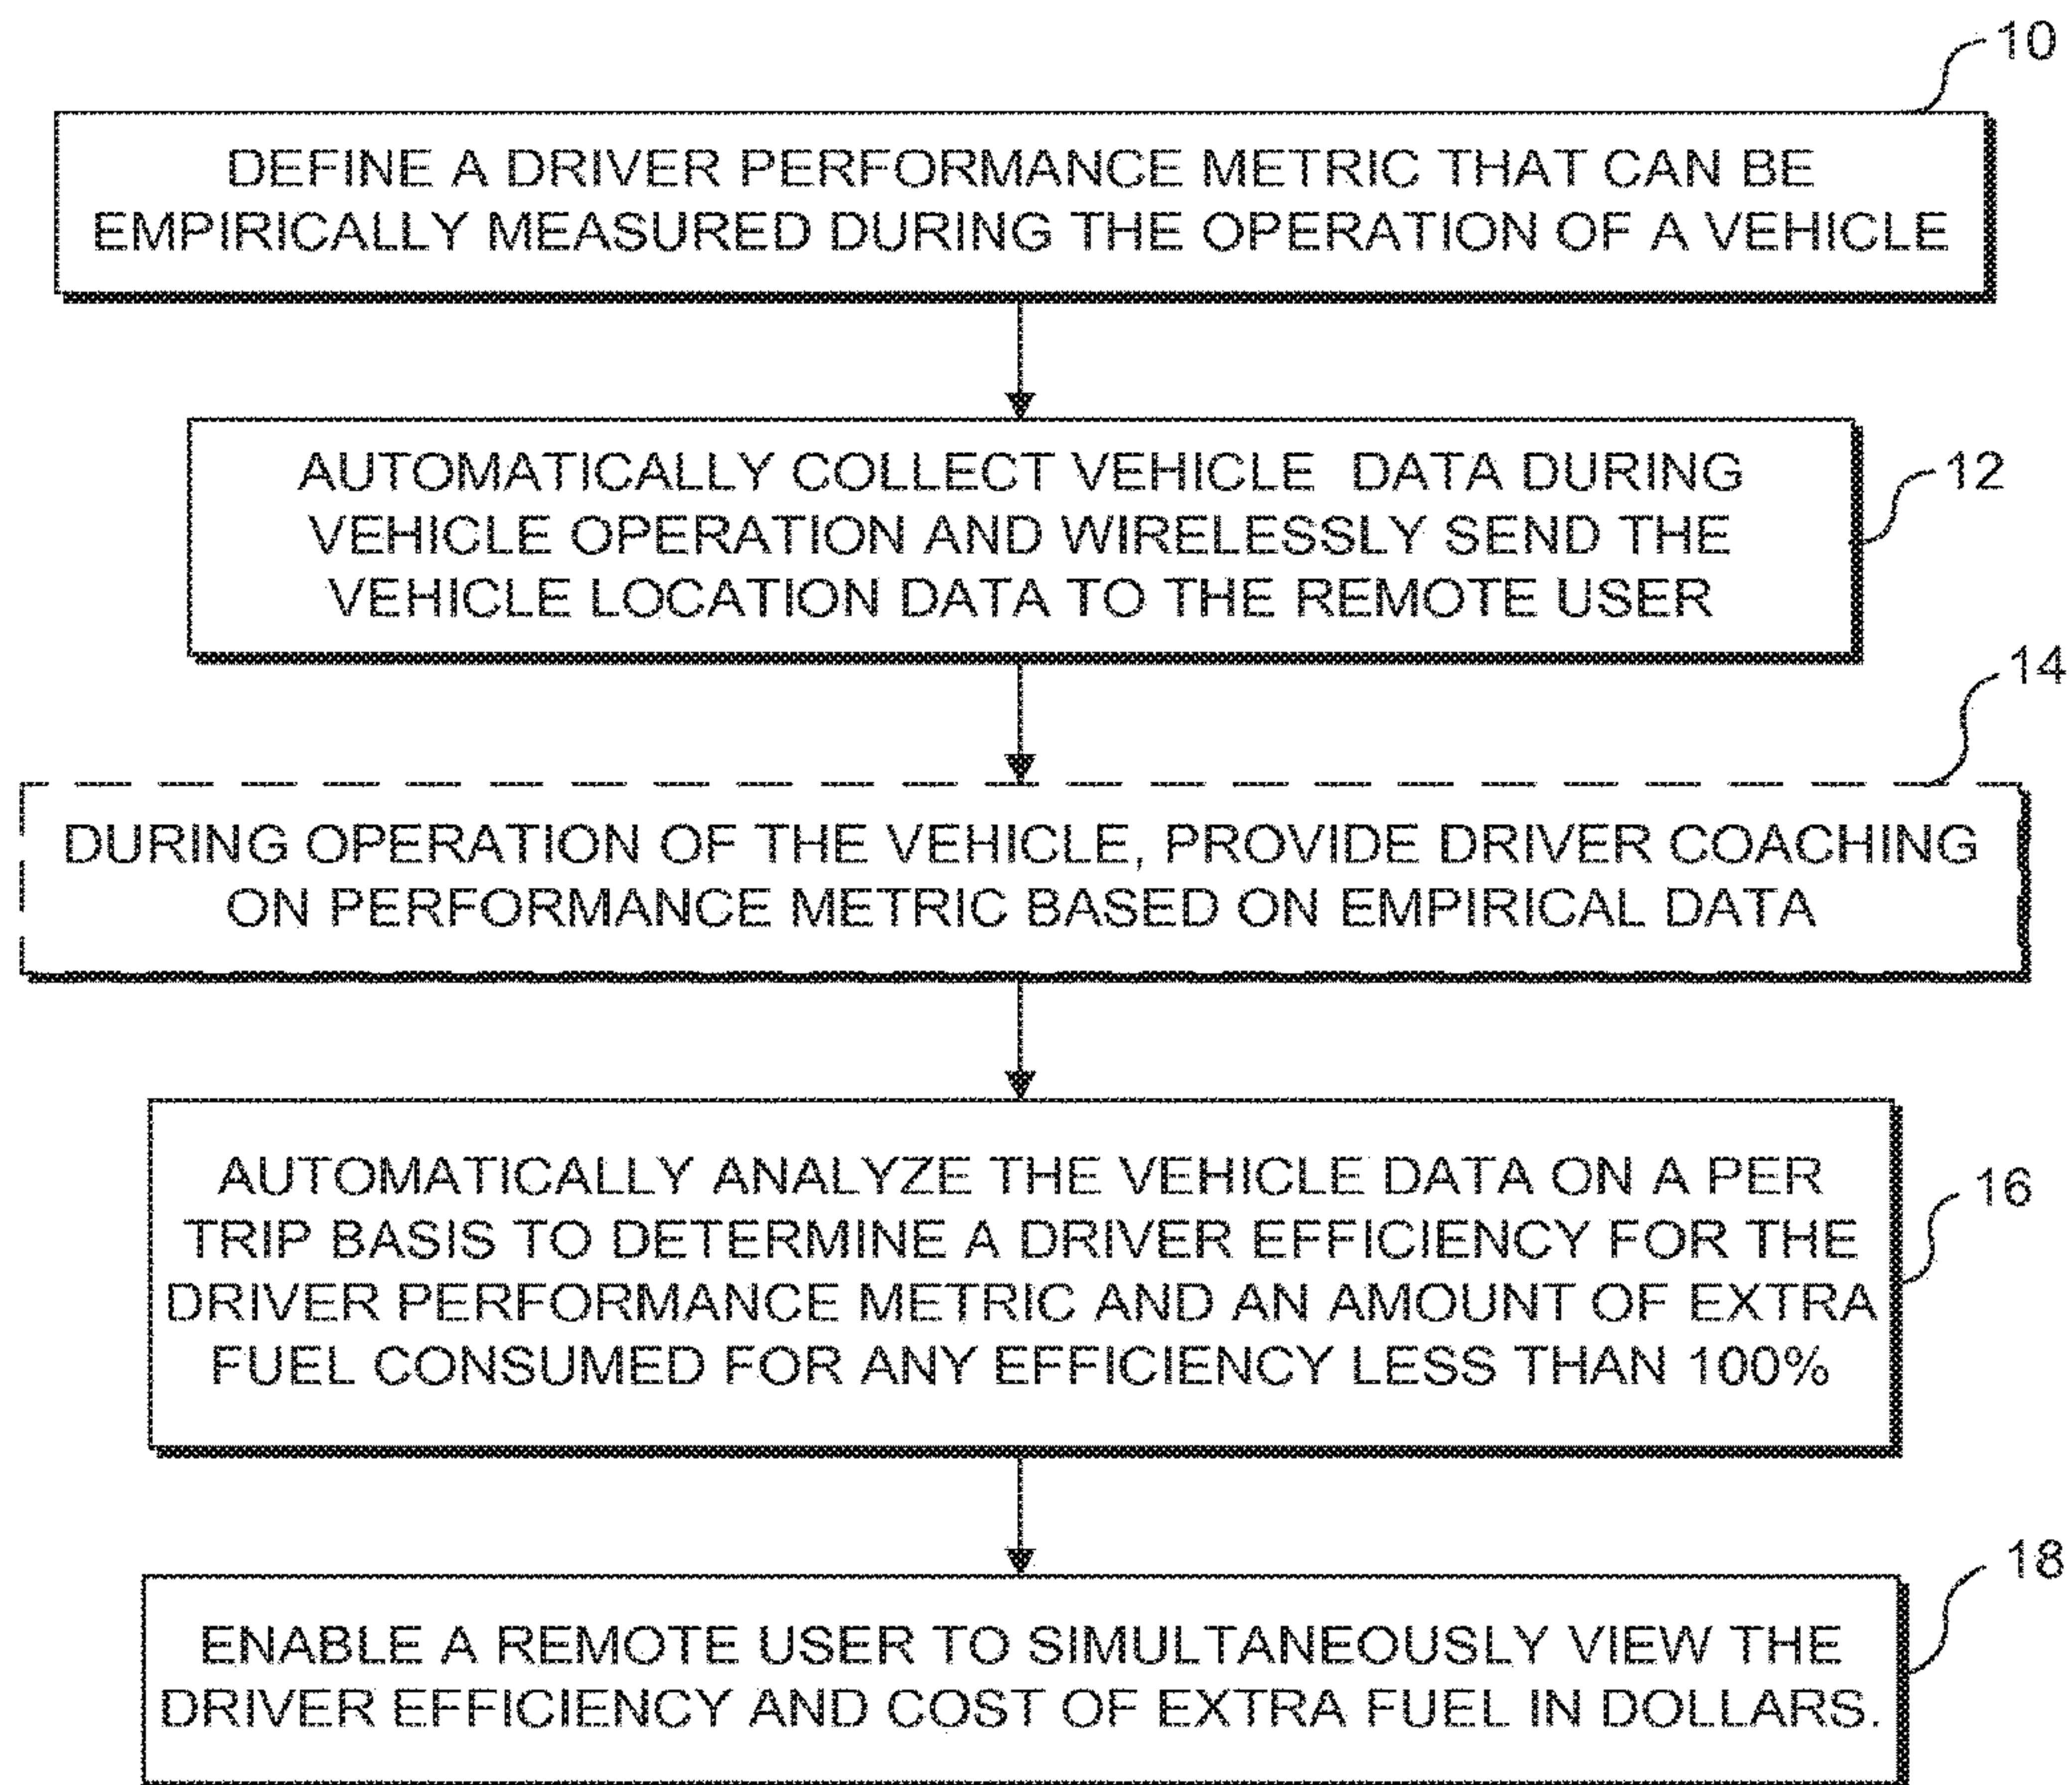 10
DEFINE A DRIVER PERFORMANCE METRIC THAT CAN BE
EMPIRICALLY MEASURED DURING THE OPERATION OF A VEHICLE
AUTOMATICALLY COLLECT VEHICLE DATA DURING
VEHICLE OPERATION AND WIRELESSLY SEND THE
VEHICLE LOCATION DATA TO THE REMOTE USER
12
14
DURING OPERATION OF THE VEHICLE, PROVIDE DRIVER COACHING
ON PERFORMANCE METRIC BASED ON EMPIRICAL DATA
AUTOMATICALLY ANALYZE THE VEHICLE DATA ON A PER
TRIP BASIS TO DETERMINE A DRIVER EFFICIENCY FOR THE
DRIVER PERFORMANCE METRIC AND AN AMOUNT OF EXTRA
FUEL CONSUMED FOR ANY EFFICIENCY LESS THAN 100%
16
18
ENABLE A REMOTE USER TO SIMULTANEOUSLY VIEW THE
DRIVER EFFICIENCY AND COST OF EXTRA FUEL IN DOLLARS.